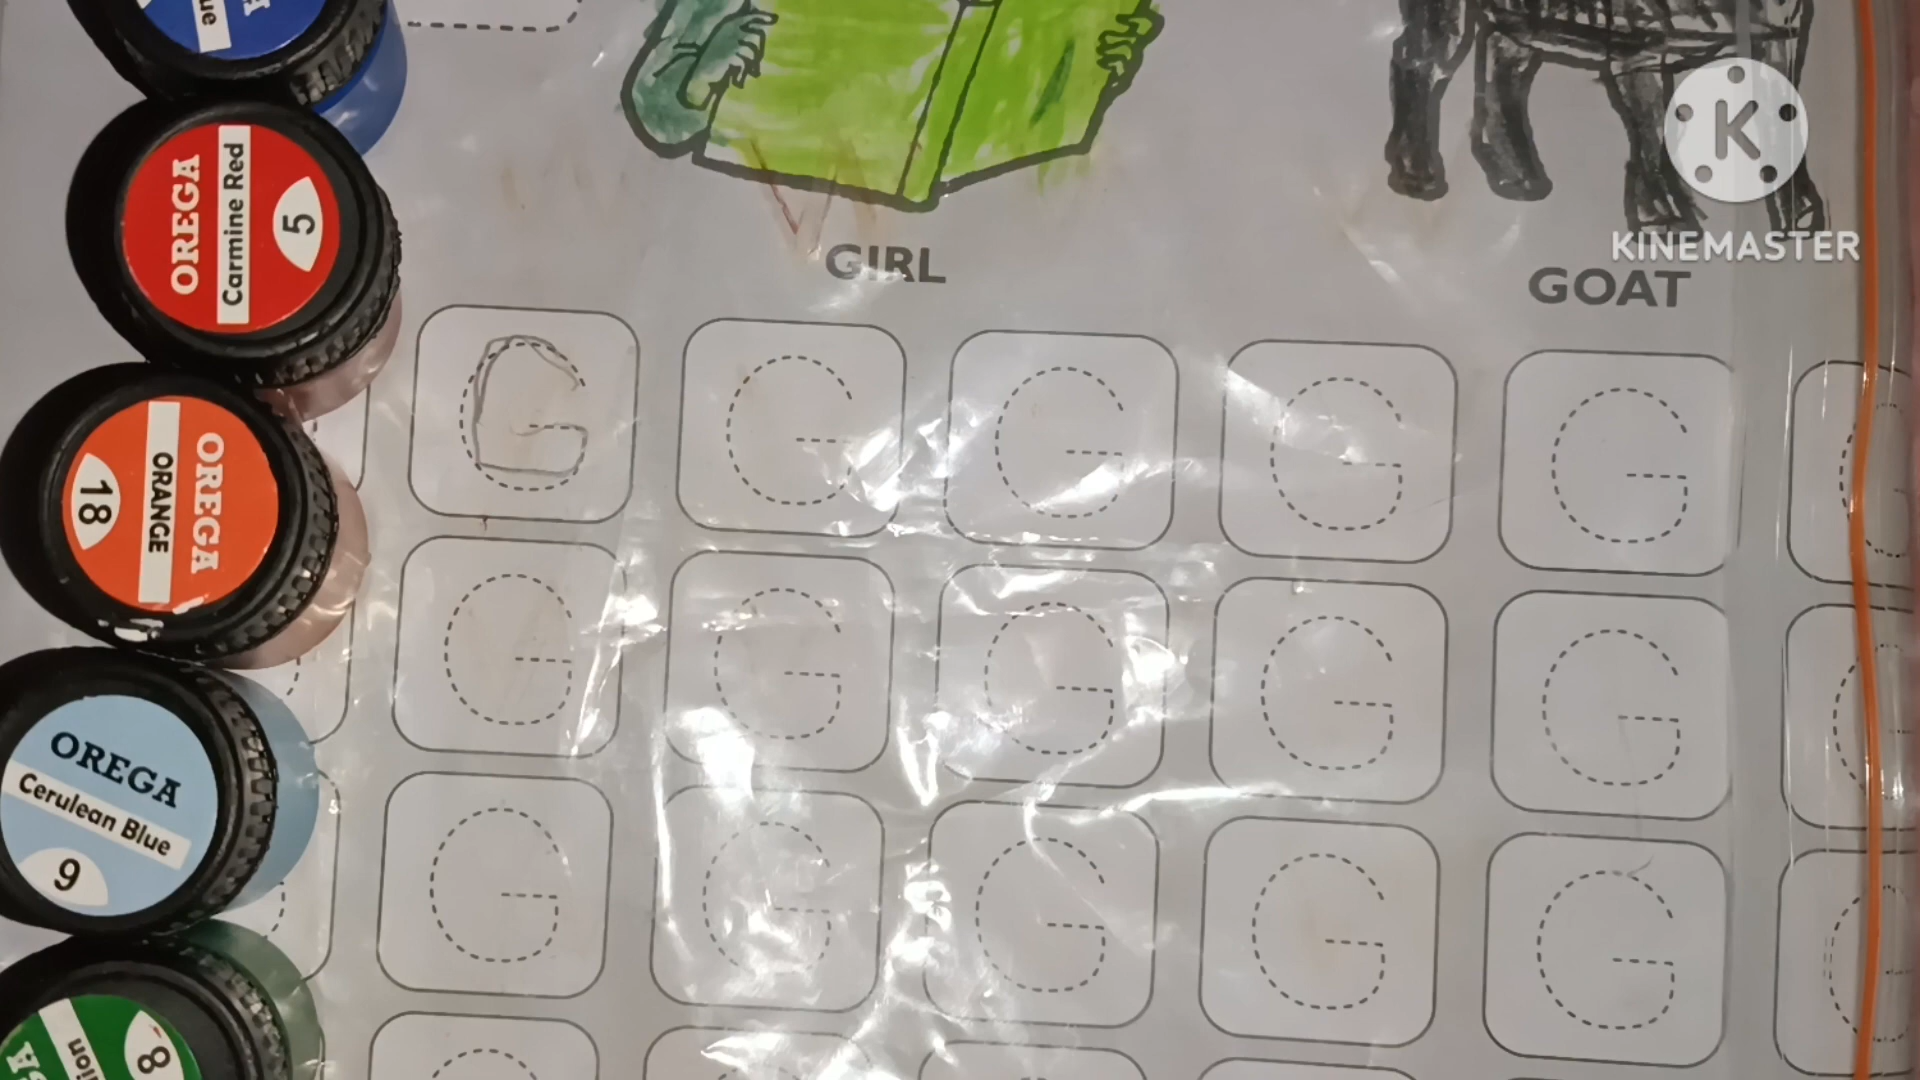 ue
OREGA
Carmine Red
5
OREGA
ORANGE
18
OREGA
Cerulean Blue
9
8
GIRL
GOAT
K
KINEMASTER
G G G G G G
G G G G G G
G G G G G G